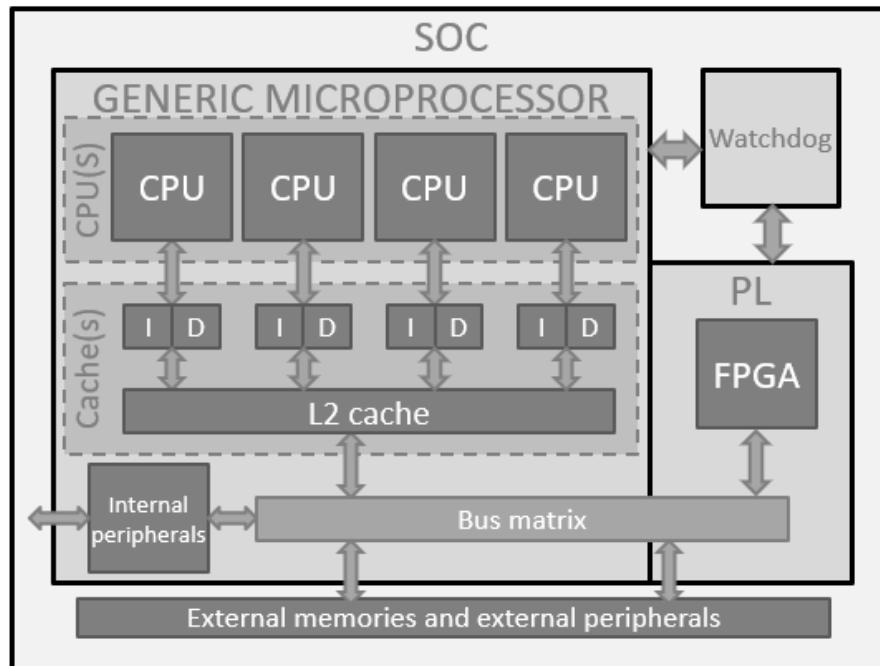 SOC
GENERIC MICROPROCESSOR
CPU(S)
CPU
CPU
CPU
CPU
Watchdog
Cache(s)
I D
I D
I D
I D
L2 cache
PL
FPGA
Internal
peripherals
Bus matrix
External memories and external peripherals